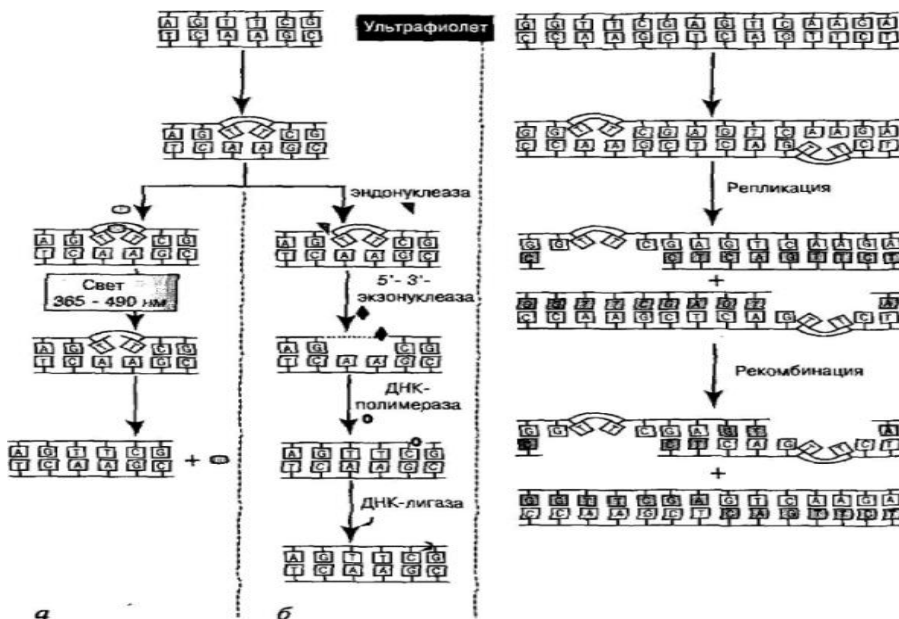 A G T T C G
T C A A G C
Ультрафиолет
G G T T C G A G T C A A G A
C C A A G C T C A G T T C T
A G T T C G
T C A A G C
G G T T C G A G T C A A G A
C C A A G C T C A G T T C T
эндонуклеаза
Репликация
A G C G
T C A A G C
A G C G
T C A A G C
G G C G A G T C A A G A
C C T C A G T T C T
+
G G T T C G A G T A
C C A A G C T C A G C T
Свет
365 - 490 нм
5'- 3'-
экзонуклеаза
A G T T C G
T C A A G C
A G C G
T C A A G C
Рекомбинация
ДНК-
полимераза
A G T T C G
T C A A G C
+
A G T T C G
T C A A G C
G G C G A G T A
C C T C A G C T
+
G G T T C G A G T C A A G A
C C A A G C T C A G T T C T
ДНК-лигаза
A G T T C G
T C A A G C
а
б